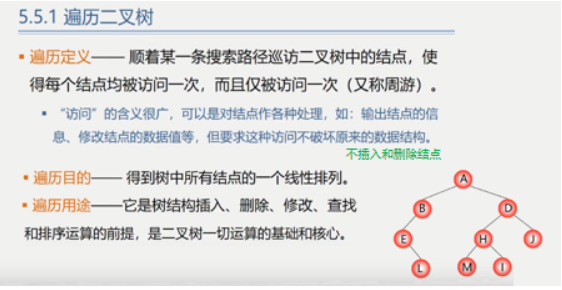 5.5.1 遍历二叉树
▪ 遍历定义—— 顺着某一条搜索路径巡访二叉树中的结点，使
得每个结点均被访问一次，而且仅被访问一次（又称周游）。
▪ “访问”的含义很广，可以是对结点作各种处理，如：输出结点的信
息、修改结点的数据值等，但要求这种访问不破坏原来的数据结构。
不插入和删除结点
▪ 遍历目的—— 得到树中所有结点的一个线性排列。
▪ 遍历用途——它是树结构插入、删除、修改、查找
和排序运算的前提，是二叉树一切运算的基础和核心。
A
B D
E H J
L M I